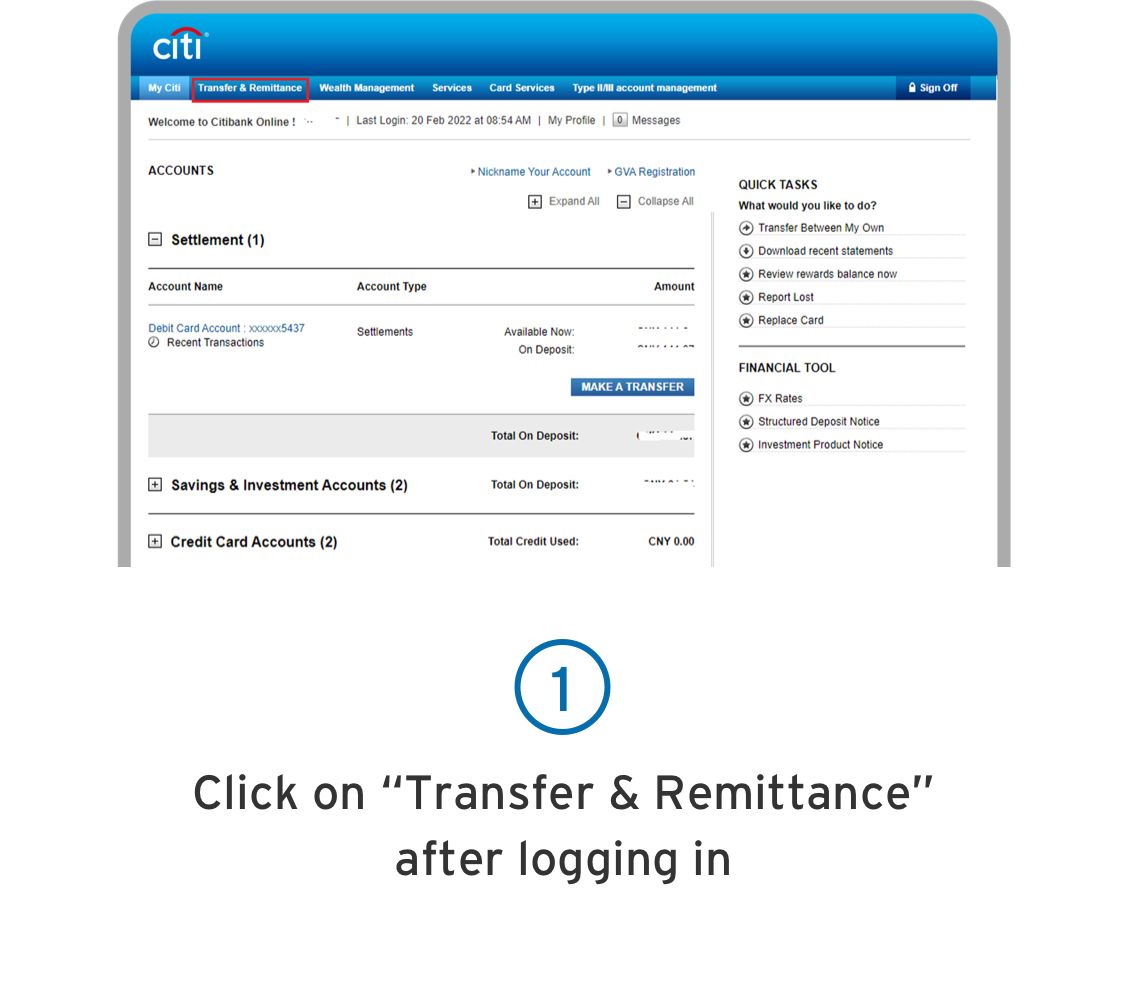 citi
My Citi Transfer & Remittance Wealth Management Services Card Services Type II/III account management Sign Off
Welcome to Citibank Online ! | Last Login: 20 Feb 2022 at 08:54 AM | My Profile | 0 Messages
ACCOUNTS
Nickname Your Account GVA Registration
Expand All Collapse All
Settlement (1)
Account Name Account Type Amount
Debit Card Account : xxxxxx5437 Settlements Available Now:
Recent Transactions On Deposit:
MAKE A TRANSFER
Total On Deposit:
Savings & Investment Accounts (2) Total On Deposit:
Credit Card Accounts (2) Total Credit Used: CNY 0.00
QUICK TASKS
What would you like to do?
Transfer Between My Own
Download recent statements
Review rewards balance now
Report Lost
Replace Card
FINANCIAL TOOL
FX Rates
Structured Deposit Notice
Investment Product Notice
1
Click on “Transfer & Remittance”
after logging in